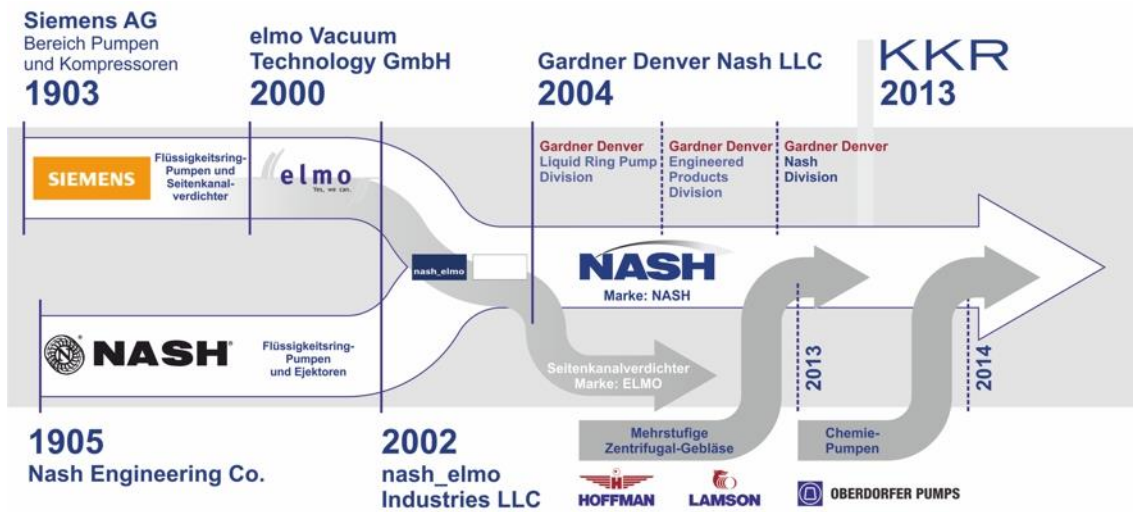 Siemens AG
Bereich Pumpen
und Kompressoren
1903
elmo Vacuum
Technology GmbH
2000
Gardner Denver Nash LLC
2004
KKR
2013
SIEMENS
Flüssigkeitsring-
Pumpen und
Seitenkanal-
verdichter
elmo
Yes, we can.
Gardner Denver
Liquid Ring Pump
Division
Gardner Denver
Engineered
Products
Division
Gardner Denver
Nash
Division
nash_elmo
NASH
Marke: NASH
N NASH®
Flüssigkeitsring-
Pumpen
und Ejektoren
Seitenkanalverdichter
Marke: ELMO
2013
2014
1905
Nash Engineering Co.
2002
nash_elmo
Industries LLC
Mehrstufige
Zentrifugal-Gebläse
H
HOFFMAN
LAMSON
Chemie-
Pumpen
OBERDORFER PUMPS